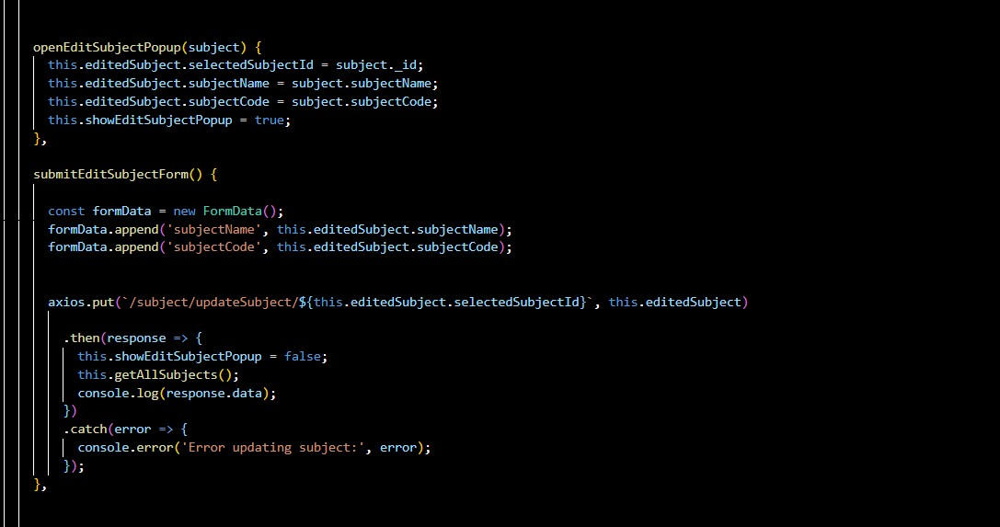 openEditSubjectPopup(subject) {
this.editedSubject.selectedSubjectId = subject._id;
this.editedSubject.subjectName = subject.subjectName;
this.editedSubject.subjectCode = subject.subjectCode;
this.showEditSubjectPopup = true;
},
submitEditSubjectForm() {
const formData = new FormData();
formData.append('subjectName', this.editedSubject.subjectName);
formData.append('subjectCode', this.editedSubject.subjectCode);
axios.put(`/subject/updateSubject/${this.editedSubject.selectedSubjectId}`, this.editedSubject)
.then(response => {
this.showEditSubjectPopup = false;
this.getAllSubjects();
console.log(response.data);
})
.catch(error => {
console.error('Error updating subject:', error);
});
},